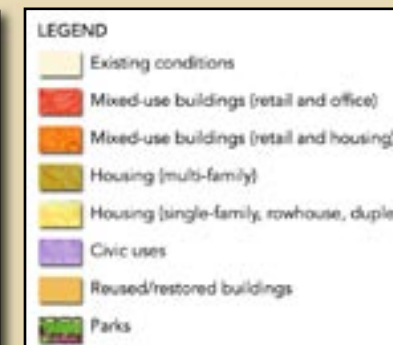 LEGEND
Existing conditions
Mixed-use buildings (retail and office)
Mixed-use buildings (retail and housing)
Housing (multi-family)
Housing (single-family, rowhouse, duple
Civic uses
Reused/restored buildings
Parks